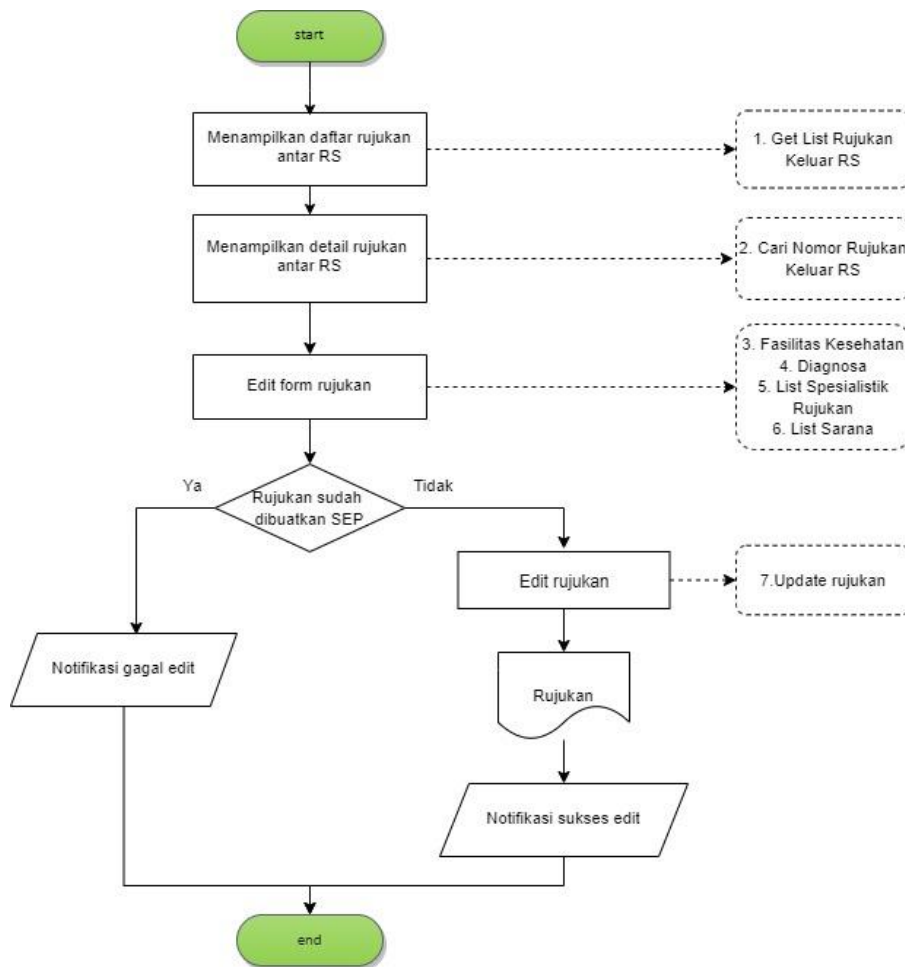 start
Menampilkan daftar rujukan
antar RS
1. Get List Rujukan
Keluar RS
Menampilkan detail rujukan
antar RS
2. Cari Nomor Rujukan
Keluar RS
Edit form rujukan
3. Fasilitas Kesehatan
4. Diagnosa
5. List Spesialistik
Rujukan
6. List Sarana
Ya
Rujukan sudah
dibuatkan SEP
Tidak
Edit rujukan
7.Update rujukan
Notifikasi gagal edit
Rujukan
Notifikasi sukses edit
end